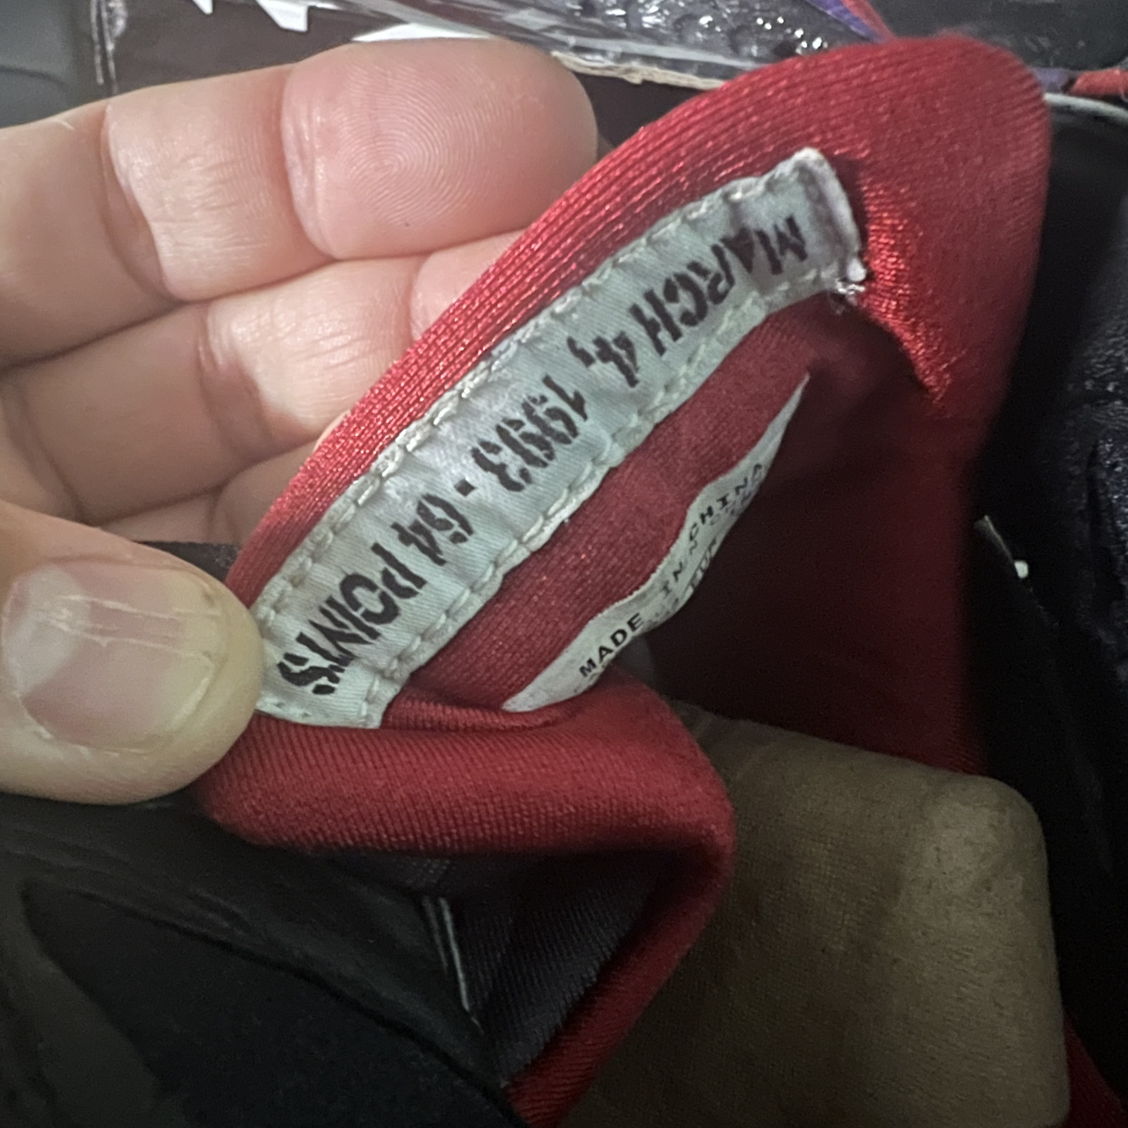 MARCH 4, 1993 - 64 POINTS
MADE IN CHINA